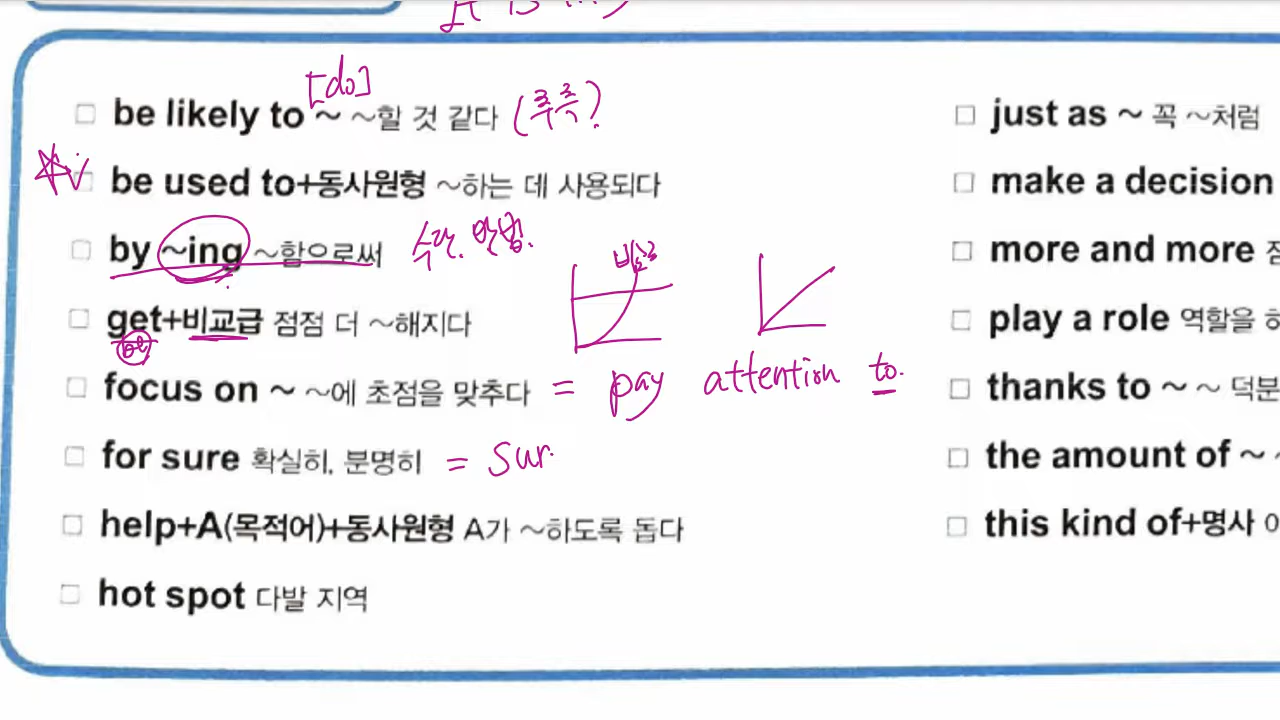 It is my
[do]
be likely to ~ ~할 것 같다 (추측?
be used to+동사원형 ~하는 데 사용되다
by ~ing ~함으로써 수단, 방법.
get+비교급 점점 더 ~해지다
focus on ~ ~에 초점을 맞추다 = pay attention to.
for sure 확실히, 분명히 = sur
help+A(목적어)+동사원형 A가 ~하도록 돕다
hot spot 다발 지역
just as ~ 꼭 ~처럼
make a decision
more and more
play a role 역할을
thanks to ~ ~ 덕분
the amount of ~
this kind of+명사